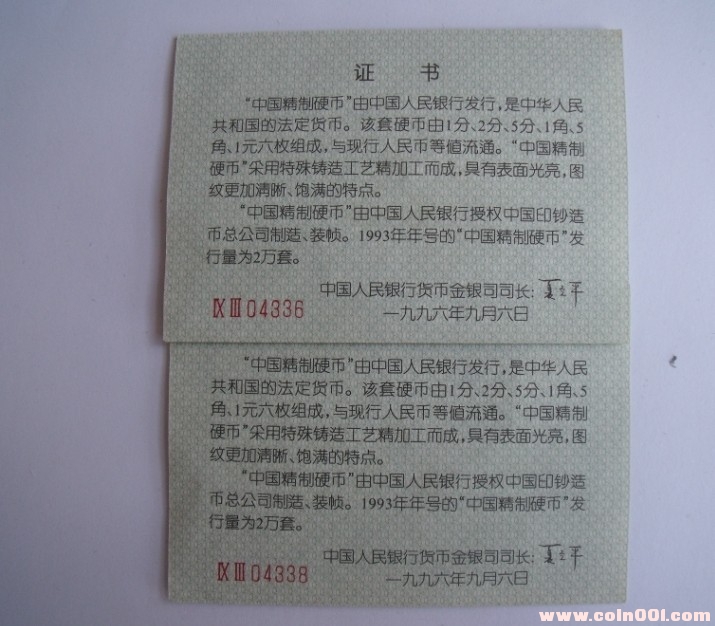 证 书
“中国精制硬币”由中国人民银行发行,是中华人民
共和国的法定货币。该套硬币由1分、2分、5分、1角、5
角、1元六枚组成,与现行人民币等值流通。“中国精制
硬币”采用特殊铸造工艺精加工而成,具有表面光亮,图
纹更加清晰、饱满的特点。
“中国精制硬币”由中国人民银行授权中国印钞造
币总公司制造、装帧。1993年年号的“中国精制硬币”发
行量为2万套。
中国人民银行货币金银司司长:
一九九六年九月六日
IX III 04336
“中国精制硬币”由中国人民银行发行,是中华人民
共和国的法定货币。该套硬币由1分、2分、5分、1角、5
角、1元六枚组成,与现行人民币等值流通。“中国精制
硬币”采用特殊铸造工艺精加工而成,具有表面光亮,图
纹更加清晰、饱满的特点。
“中国精制硬币”由中国人民银行授权中国印钞造
币总公司制造、装帧。1993年年号的“中国精制硬币”发
行量为2万套。
中国人民银行货币金银司司长:
一九九六年九月六日
IX III 04338
www.coin001.com